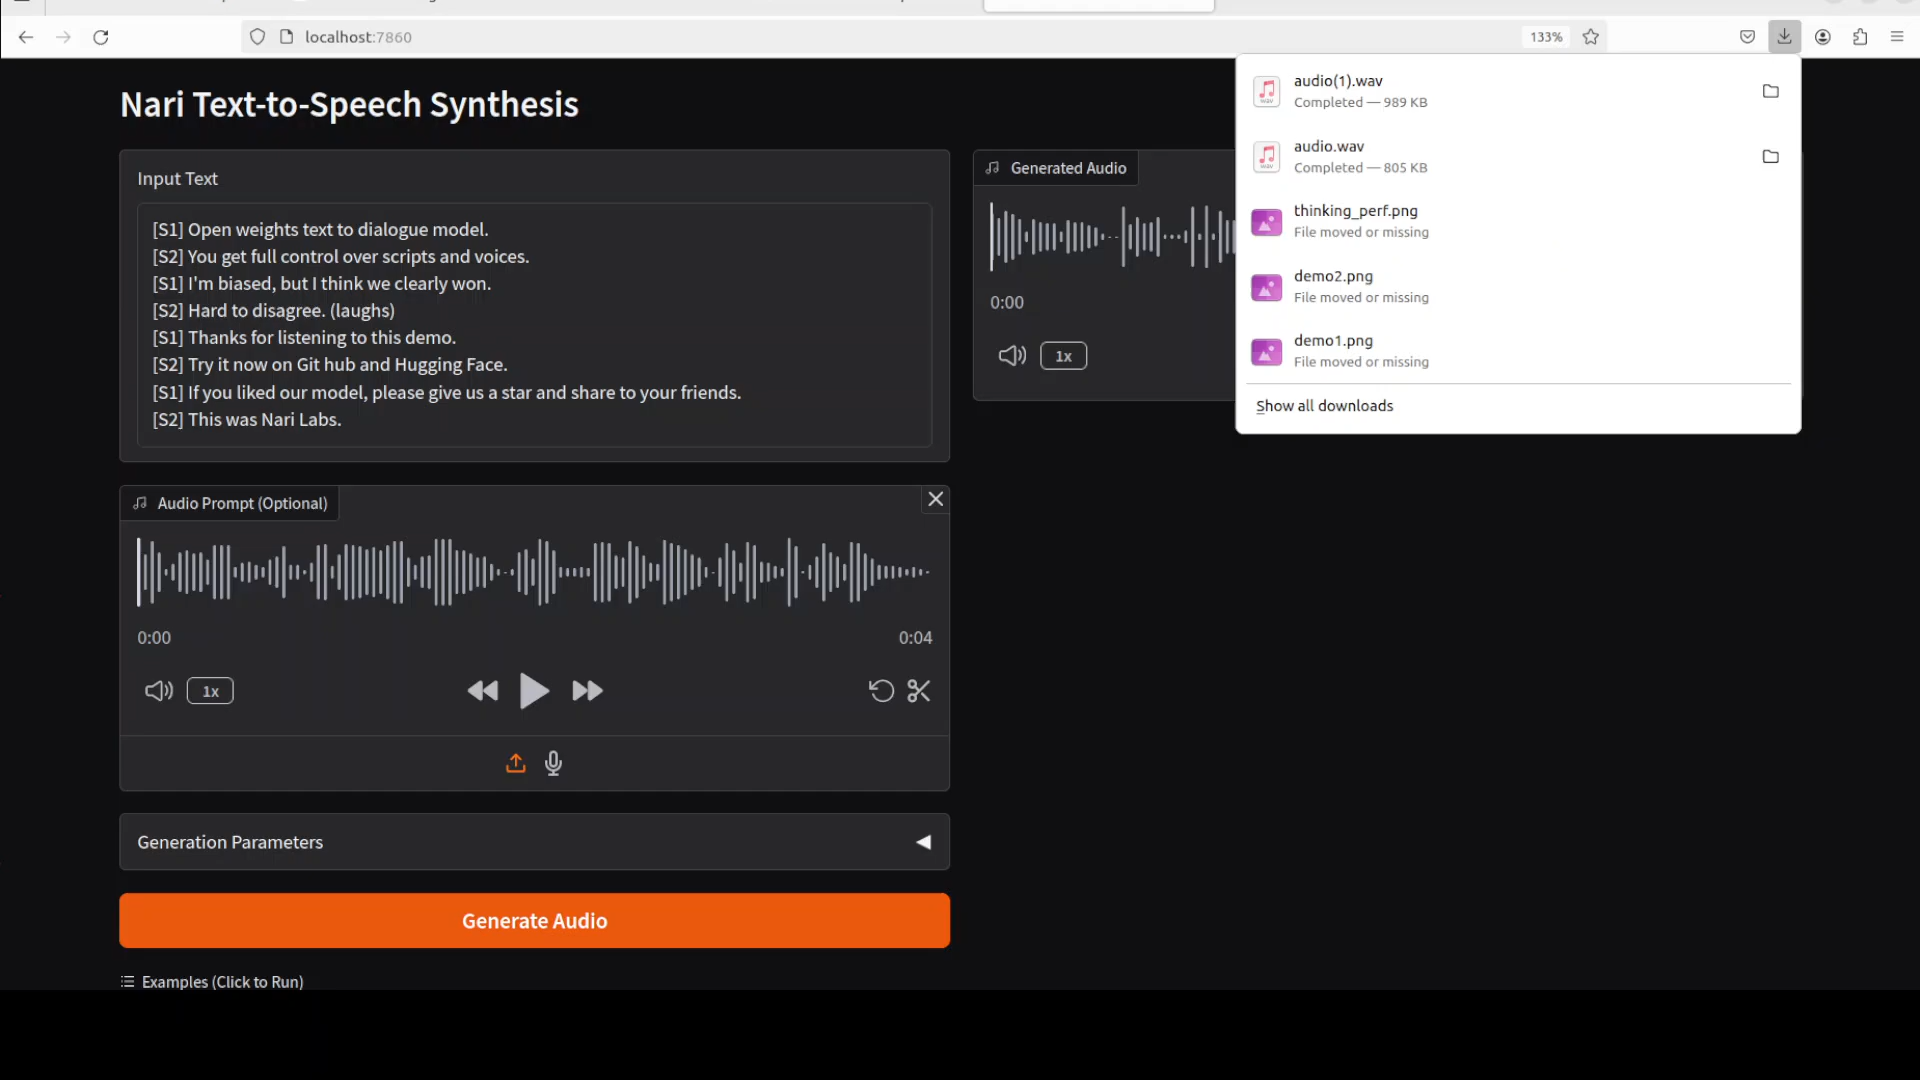 localhost:7860
133%
Nari Text-to-Speech Synthesis
Input Text
[S1] Open weights text to dialogue model.
[S2] You get full control over scripts and voices.
[S1] I'm biased, but I think we clearly won.
[S2] Hard to disagree. (laughs)
[S1] Thanks for listening to this demo.
[S2] Try it now on Git hub and Hugging Face.
[S1] If you liked our model, please give us a star and share to your friends.
[S2] This was Nari Labs.
Audio Prompt (Optional)
0:00
0:04
1x
Generation Parameters
Generate Audio
Examples (Click to Run)
Generated Audio
0:00
1x
audio(1).wav
Completed — 989 KB
audio.wav
Completed — 805 KB
thinking_perf.png
File moved or missing
demo2.png
File moved or missing
demo1.png
File moved or missing
Show all downloads